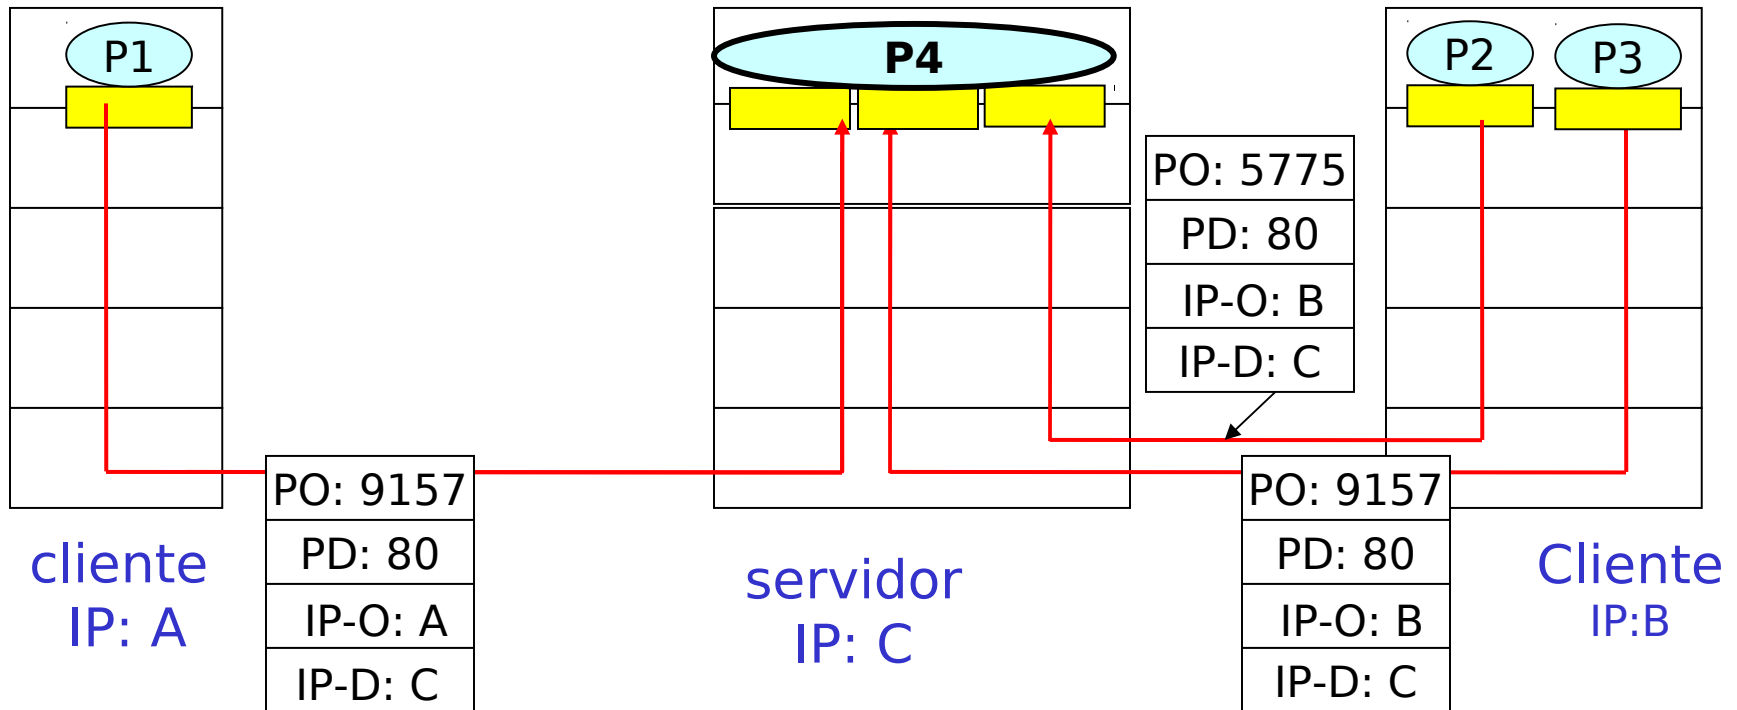 P1
P4
P2
P3
PO: 5775
PD: 80
IP-O: B
IP-D: C
PO: 9157
PD: 80
IP-O: A
IP-D: C
PO: 9157
PD: 80
IP-O: B
IP-D: C
cliente
IP: A
servidor
IP: C
Cliente
IP:B